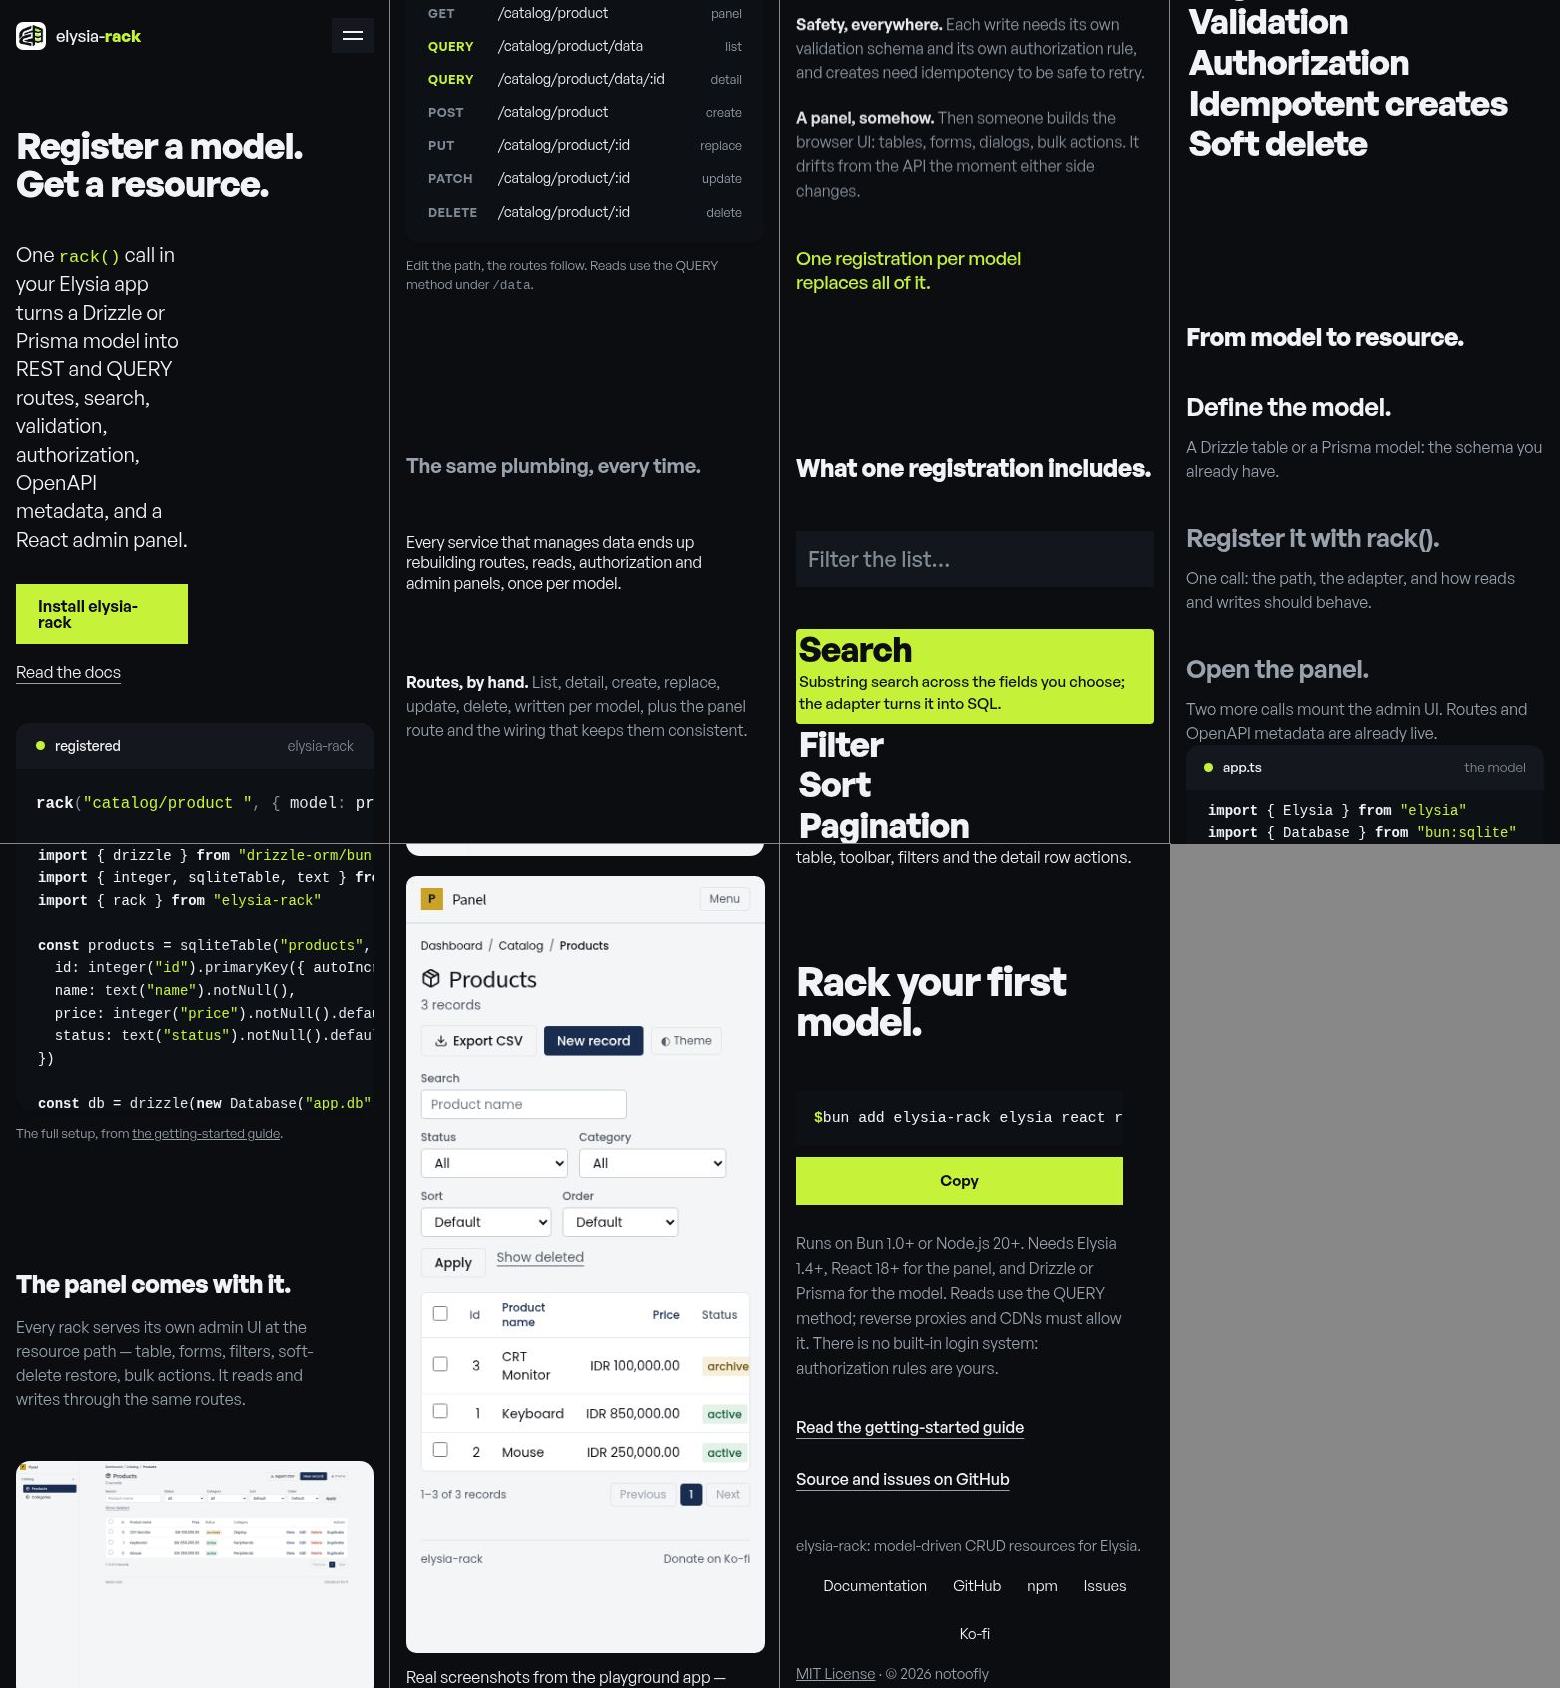 elysia-rack
Register a model.
Get a resource.
One rack() call in
your Elysia app
turns a Drizzle or
Prisma model into
REST and QUERY
routes, search,
validation,
authorization,
OpenAPI
metadata, and a
React admin panel.
Install elysia-
rack
Read the docs
registered elysia-rack
rack("catalog/product ", { model: pr
GET /catalog/product panel
QUERY /catalog/product/data list
QUERY /catalog/product/data/:id detail
POST /catalog/product create
PUT /catalog/product/:id replace
PATCH /catalog/product/:id update
DELETE /catalog/product/:id delete
Edit the path, the routes follow. Reads use the QUERY
method under /data.
The same plumbing, every time.
Every service that manages data ends up
rebuilding routes, reads, authorization and
admin panels, once per model.
Routes, by hand. List, detail, create, replace,
update, delete, written per model, plus the panel
route and the wiring that keeps them consistent.
Safety, everywhere. Each write needs its own
validation schema and its own authorization rule,
and creates need idempotency to be safe to retry.
A panel, somehow. Then someone builds the
browser UI: tables, forms, dialogs, bulk actions. It
drifts from the API the moment either side
changes.
One registration per model
replaces all of it.
What one registration includes.
Filter the list...
Search
Substring search across the fields you choose;
the adapter turns it into SQL.
Filter
Sort
Pagination
Validation
Authorization
Idempotent creates
Soft delete
From model to resource.
Define the model.
A Drizzle table or a Prisma model: the schema you
already have.
Register it with rack().
One call: the path, the adapter, and how reads
and writes should behave.
Open the panel.
Two more calls mount the admin UI. Routes and
OpenAPI metadata are already live.
app.ts the model
import { Elysia } from "elysia"
import { Database } from "bun:sqlite"
import { drizzle } from "drizzle-orm/bun
import { integer, sqliteTable, text } fro
import { rack } from "elysia-rack"
const products = sqliteTable("products",
id: integer("id").primaryKey({ autoIncr
name: text("name").notNull(),
price: integer("price").notNull().defau
status: text("status").notNull().defaul
})
const db = drizzle(new Database("app.db"
The full setup, from the getting-started guide.
The panel comes with it.
Every rack serves its own admin UI at the
resource path — table, forms, filters, soft-
delete restore, bulk actions. It reads and
writes through the same routes.
Products
P Panel Menu
Dashboard / Catalog / Products
Products
3 records
Export CSV New record Theme
Search
Product name
Status Category
All All
Sort Order
Default Default
Apply Show deleted
id Product name Price Status
3 CRT Monitor IDR 100,000.00 archive
1 Keyboard IDR 850,000.00 active
2 Mouse IDR 250,000.00 active
1–3 of 3 records Previous 1 Next
elysia-rack Donate on Ko-fi
Real screenshots from the playground app —
table, toolbar, filters and the detail row actions.
Rack your first
model.
$bun add elysia-rack elysia react r
Copy
Runs on Bun 1.0+ or Node.js 20+. Needs Elysia
1.4+, React 18+ for the panel, and Drizzle or
Prisma for the model. Reads use the QUERY
method; reverse proxies and CDNs must allow
it. There is no built-in login system:
authorization rules are yours.
Read the getting-started guide
Source and issues on GitHub
elysia-rack: model-driven CRUD resources for Elysia.
Documentation GitHub npm Issues
Ko-fi
MIT License · © 2026 notoofly